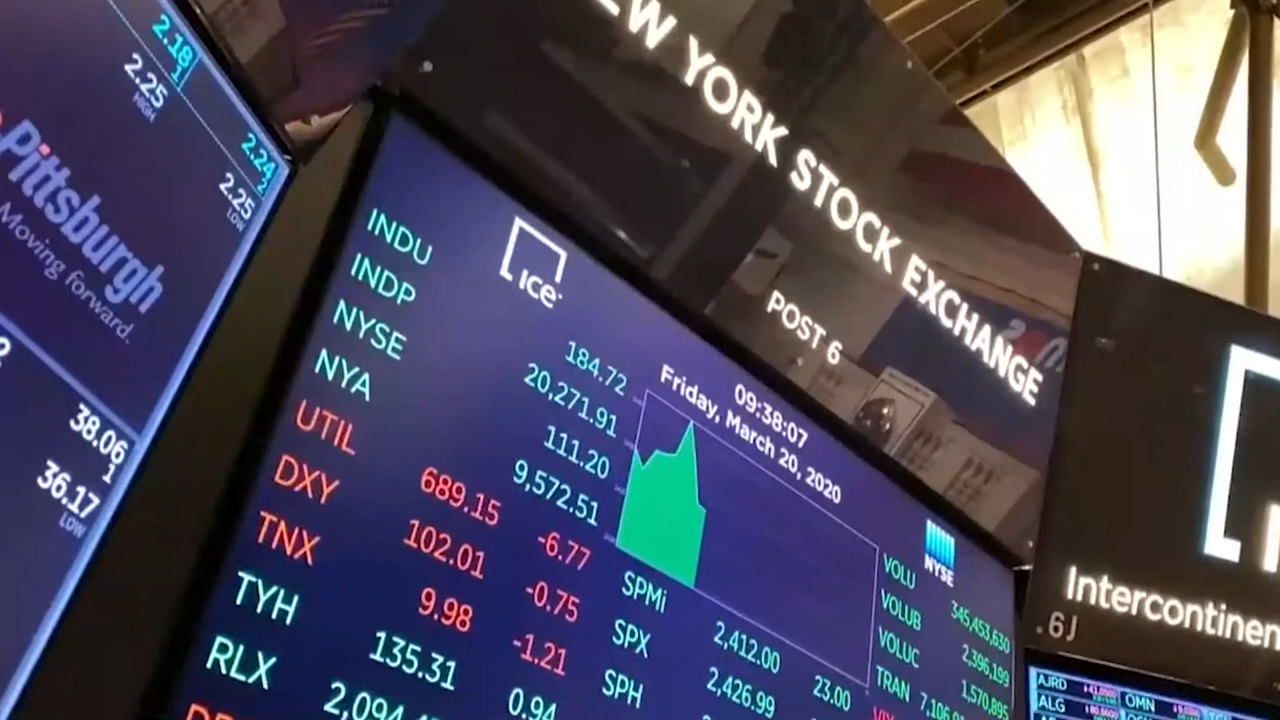 2.18
1
2.25
HIGH
2.24
2
2.25
LOW
Pittsburgh
Moving forward.
38.06
1
36.17
LOW
NEW YORK STOCK EXCHANGE
POST 6
ice
09:38:07
Friday, March 20, 2020
INDU 184.72
INDP 20,271.91
NYSE 111.20
NYA 9,572.51
UTIL 689.15 -6.77
DXY 102.01 -0.75
TNX 9.98 -1.21
TYH 135.31 0.94
RLX
SPMi 2,412.00 23.00
SPX 2,426.99
SPH
NYSE
VOLU 345,453,630
VOLUB 2,396,199
VOLUC 1,570,895
TRAN
Intercontinen
.6J
AJRD
OMN
ALG